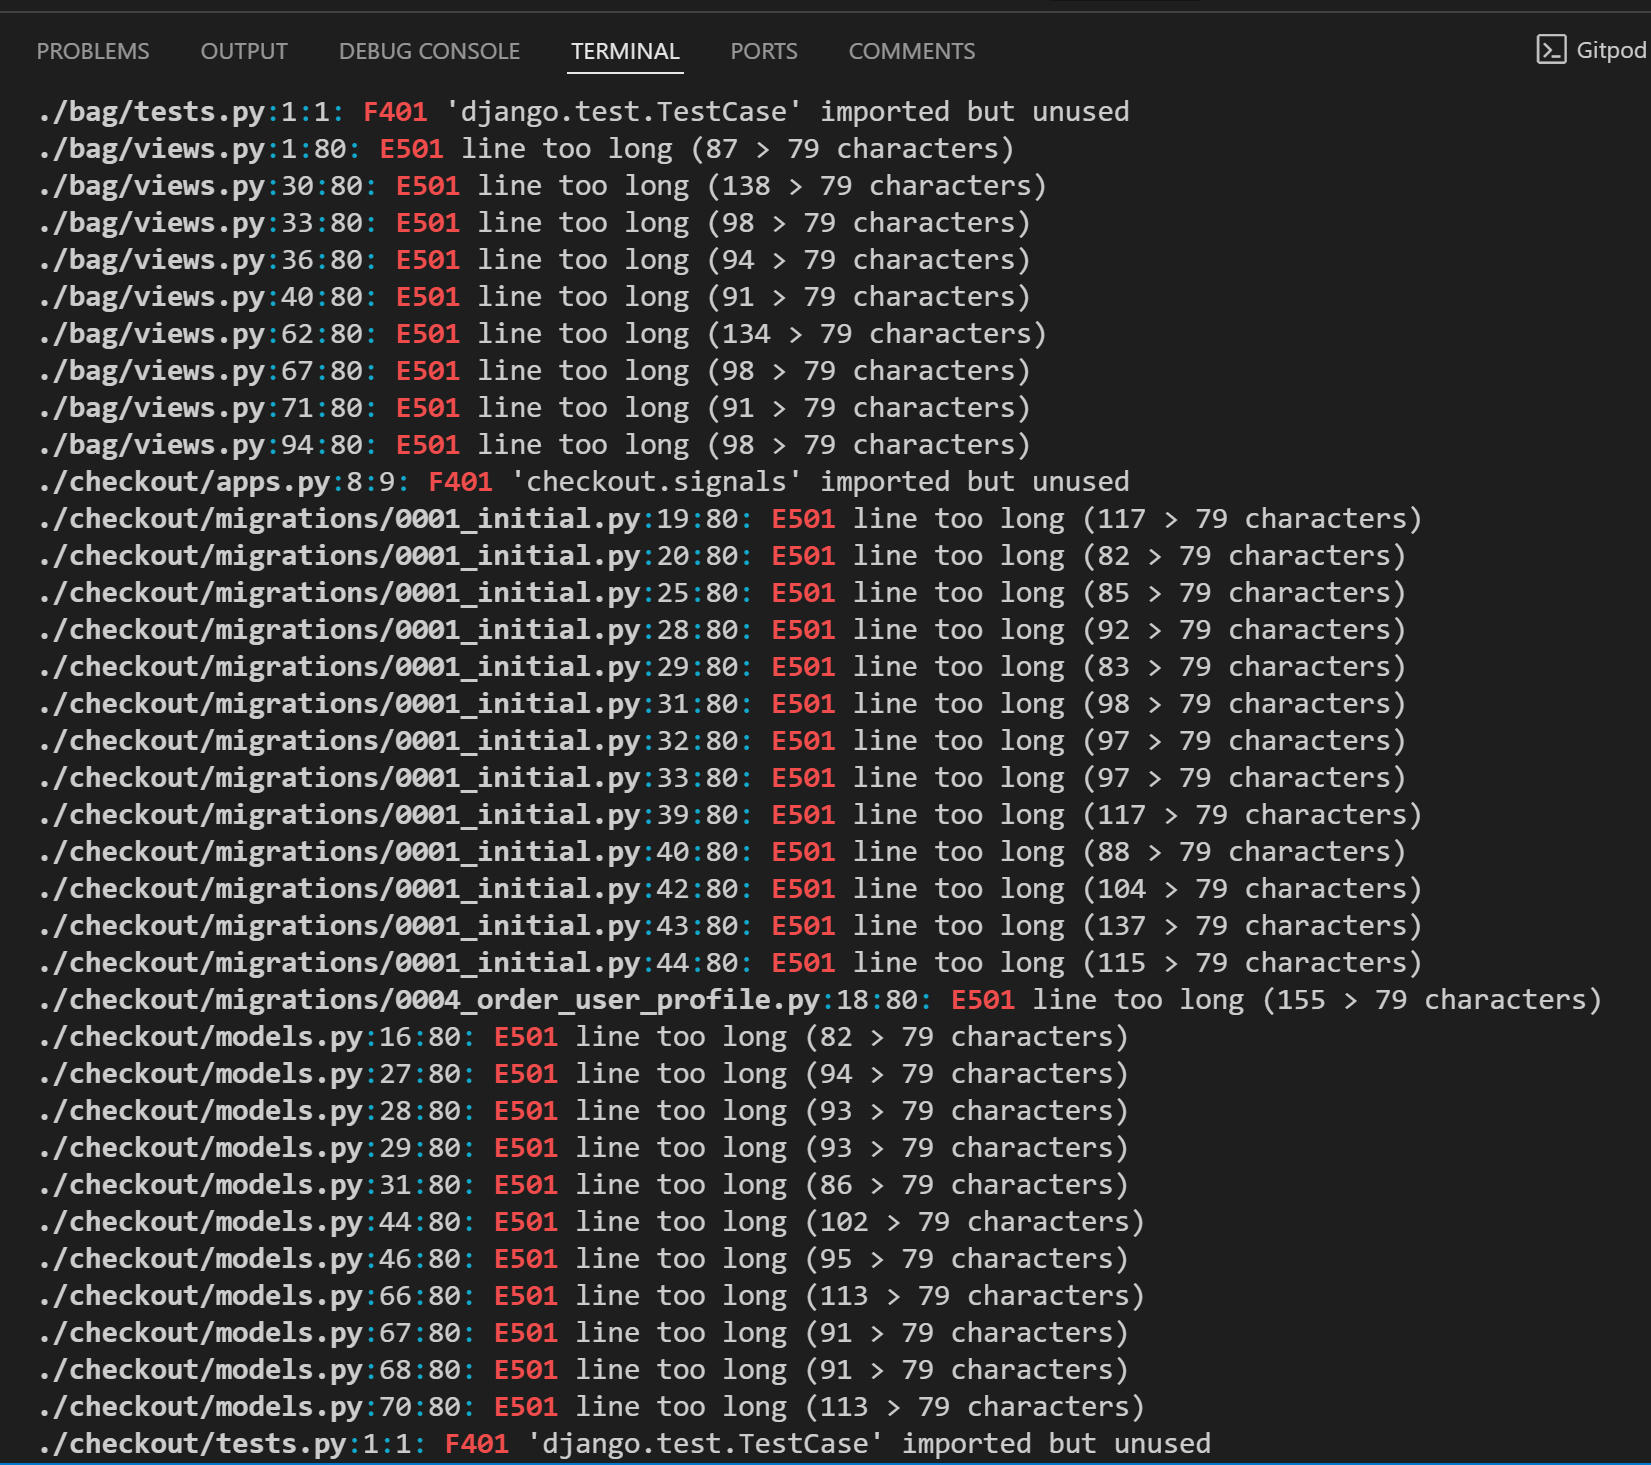 PROBLEMS OUTPUT DEBUG CONSOLE TERMINAL PORTS COMMENTS Gitpod
./bag/tests.py:1:1: F401 'django.test.TestCase' imported but unused
./bag/views.py:1:80: E501 line too long (87 > 79 characters)
./bag/views.py:30:80: E501 line too long (138 > 79 characters)
./bag/views.py:33:80: E501 line too long (98 > 79 characters)
./bag/views.py:36:80: E501 line too long (94 > 79 characters)
./bag/views.py:40:80: E501 line too long (91 > 79 characters)
./bag/views.py:62:80: E501 line too long (134 > 79 characters)
./bag/views.py:67:80: E501 line too long (98 > 79 characters)
./bag/views.py:71:80: E501 line too long (91 > 79 characters)
./bag/views.py:94:80: E501 line too long (98 > 79 characters)
./checkout/apps.py:8:9: F401 'checkout.signals' imported but unused
./checkout/migrations/0001_initial.py:19:80: E501 line too long (117 > 79 characters)
./checkout/migrations/0001_initial.py:20:80: E501 line too long (82 > 79 characters)
./checkout/migrations/0001_initial.py:25:80: E501 line too long (85 > 79 characters)
./checkout/migrations/0001_initial.py:28:80: E501 line too long (92 > 79 characters)
./checkout/migrations/0001_initial.py:29:80: E501 line too long (83 > 79 characters)
./checkout/migrations/0001_initial.py:31:80: E501 line too long (98 > 79 characters)
./checkout/migrations/0001_initial.py:32:80: E501 line too long (97 > 79 characters)
./checkout/migrations/0001_initial.py:33:80: E501 line too long (97 > 79 characters)
./checkout/migrations/0001_initial.py:39:80: E501 line too long (117 > 79 characters)
./checkout/migrations/0001_initial.py:40:80: E501 line too long (88 > 79 characters)
./checkout/migrations/0001_initial.py:42:80: E501 line too long (104 > 79 characters)
./checkout/migrations/0001_initial.py:43:80: E501 line too long (137 > 79 characters)
./checkout/migrations/0001_initial.py:44:80: E501 line too long (115 > 79 characters)
./checkout/migrations/0004_order_user_profile.py:18:80: E501 line too long (155 > 79 characters)
./checkout/models.py:16:80: E501 line too long (82 > 79 characters)
./checkout/models.py:27:80: E501 line too long (94 > 79 characters)
./checkout/models.py:28:80: E501 line too long (93 > 79 characters)
./checkout/models.py:29:80: E501 line too long (93 > 79 characters)
./checkout/models.py:31:80: E501 line too long (86 > 79 characters)
./checkout/models.py:44:80: E501 line too long (102 > 79 characters)
./checkout/models.py:46:80: E501 line too long (95 > 79 characters)
./checkout/models.py:66:80: E501 line too long (113 > 79 characters)
./checkout/models.py:67:80: E501 line too long (91 > 79 characters)
./checkout/models.py:68:80: E501 line too long (91 > 79 characters)
./checkout/models.py:70:80: E501 line too long (113 > 79 characters)
./checkout/tests.py:1:1: F401 'django.test.TestCase' imported but unused